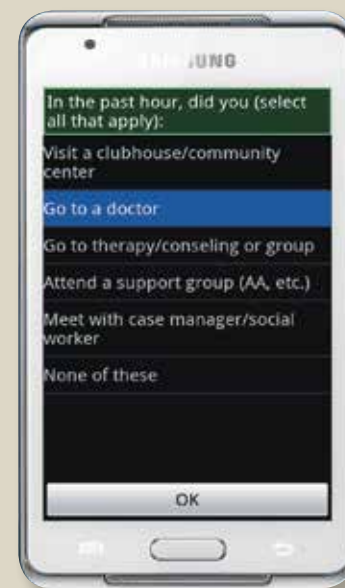 In the past hour, did you (select
all that apply):
Visit a clubhouse/community
center
Go to a doctor
Go to therapy/conseling or group
Attend a support group (AA, etc.)
Meet with case manager/social
worker
None of these
OK